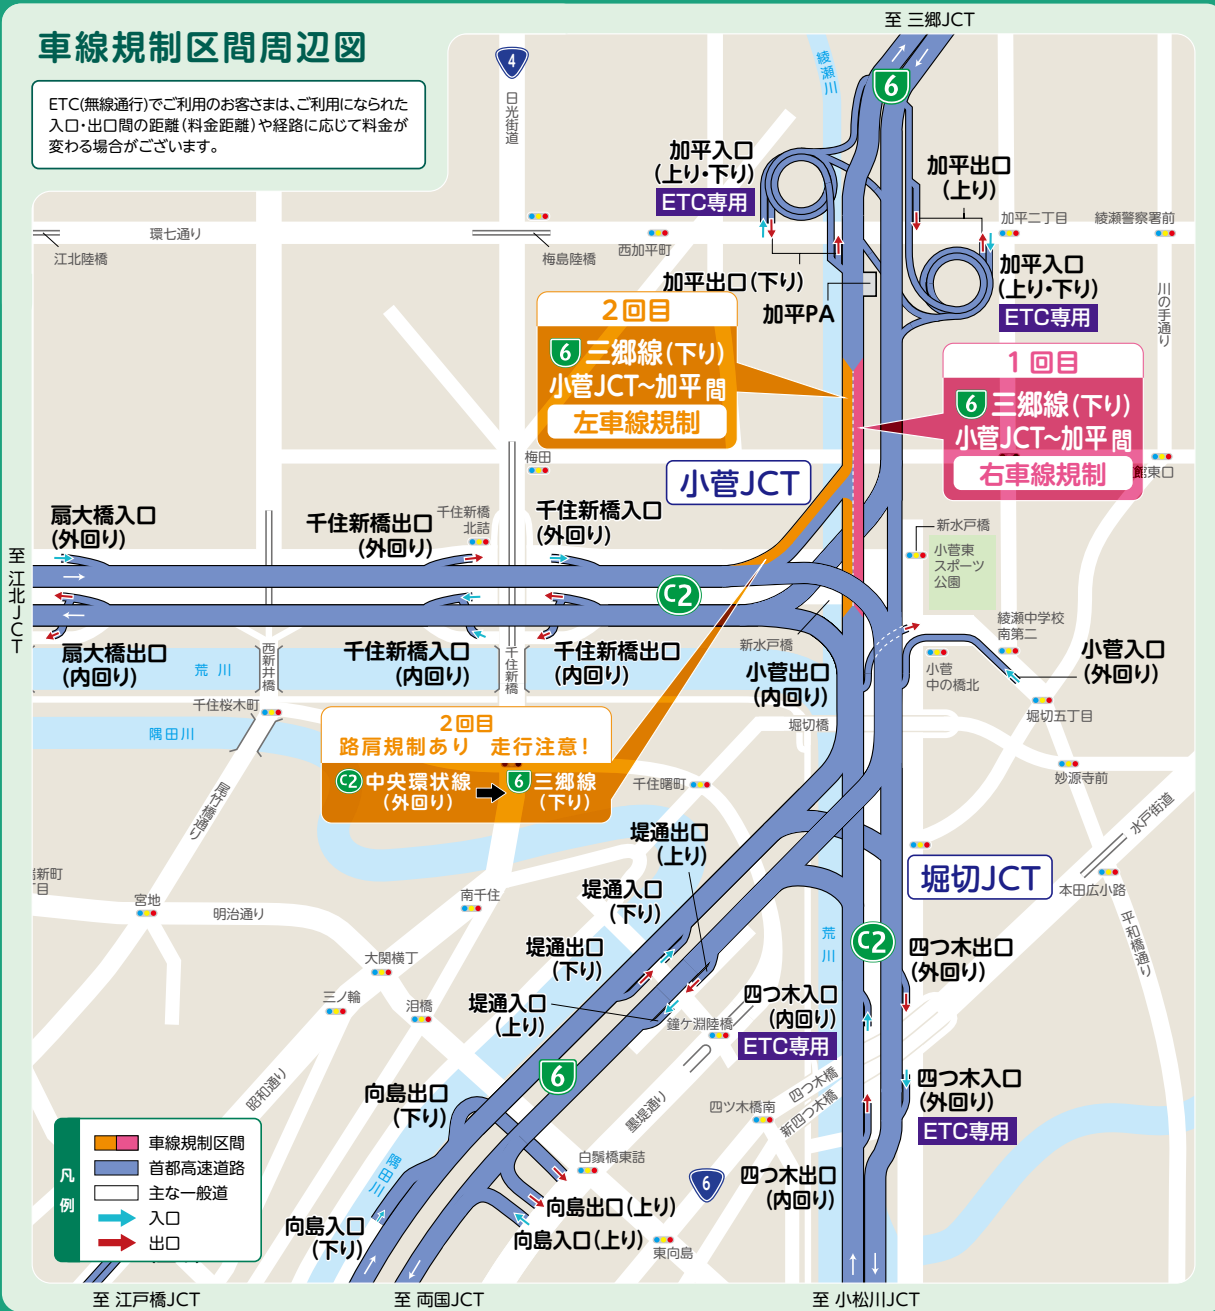 至 三郷JCT
車線規制区間周辺図
ETC(無線通行)でご利用のお客さまは、ご利用になられた
入口・出口間の距離(料金距離)や経路に応じて料金が
変わる場合がございます。
4
日光街道
綾瀬川
6
加平入口
(上り・下り)
ETC専用
加平出口
(上り)
環七通り
江北陸橋
梅島陸橋
西加平町
加平二丁目
綾瀬警察署前
加平出口(下り)
加平PA
加平入口
(上り・下り)
ETC専用
川の手通り
2回目
6 三郷線(下り)
小菅JCT~加平間
左車線規制
1回目
6 三郷線(下り)
小菅JCT~加平間
右車線規制
館東口
梅田
小菅JCT
扇大橋入口
(外回り)
千住新橋出口
(外回り)
千住新橋
北詰
千住新橋入口
(外回り)
新水戸橋
小菅東
スポーツ
公園
至 江北JCT
C2
綾瀬中学校
南第二
新水戸橋
扇大橋出口
(内回り)
荒川
西新井橋
千住新橋入口
(内回り)
千住新橋
千住新橋出口
(内回り)
小菅出口
(内回り)
小菅
中の橋北
小菅入口
(外回り)
千住桜木町
隅田川
堀切橋
堀切五丁目
2回目
路肩規制あり 走行注意!
C2 中央環状線
(外回り)
6 三郷線
(下り)
千住曙町
妙源寺前
尾竹橋通り
水戸街道
堤通出口
(上り)
堀切JCT
本田広小路
堤通入口
(下り)
宮地
明治通り
南千住
平和橋通り
荒川
C2
堤通出口
(下り)
四つ木出口
(外回り)
大関横丁
三ノ輪
泪橋
堤通入口
(上り)
鐘ケ淵陸橋
四つ木入口
(内回り)
ETC専用
6
昭和通り
向島出口
(下り)
墨堤通り
四ツ木橋南
四つ木橋
新四つ木橋
四つ木入口
(外回り)
ETC専用
凡例
車線規制区間
首都高速道路
主な一般道
入口
出口
隅田川
白鬚橋東詰
6
四つ木出口
(内回り)
向島出口(上り)
向島入口
(下り)
向島入口(上り)
東向島
至 江戸橋JCT
至 両国JCT
至 小松川JCT